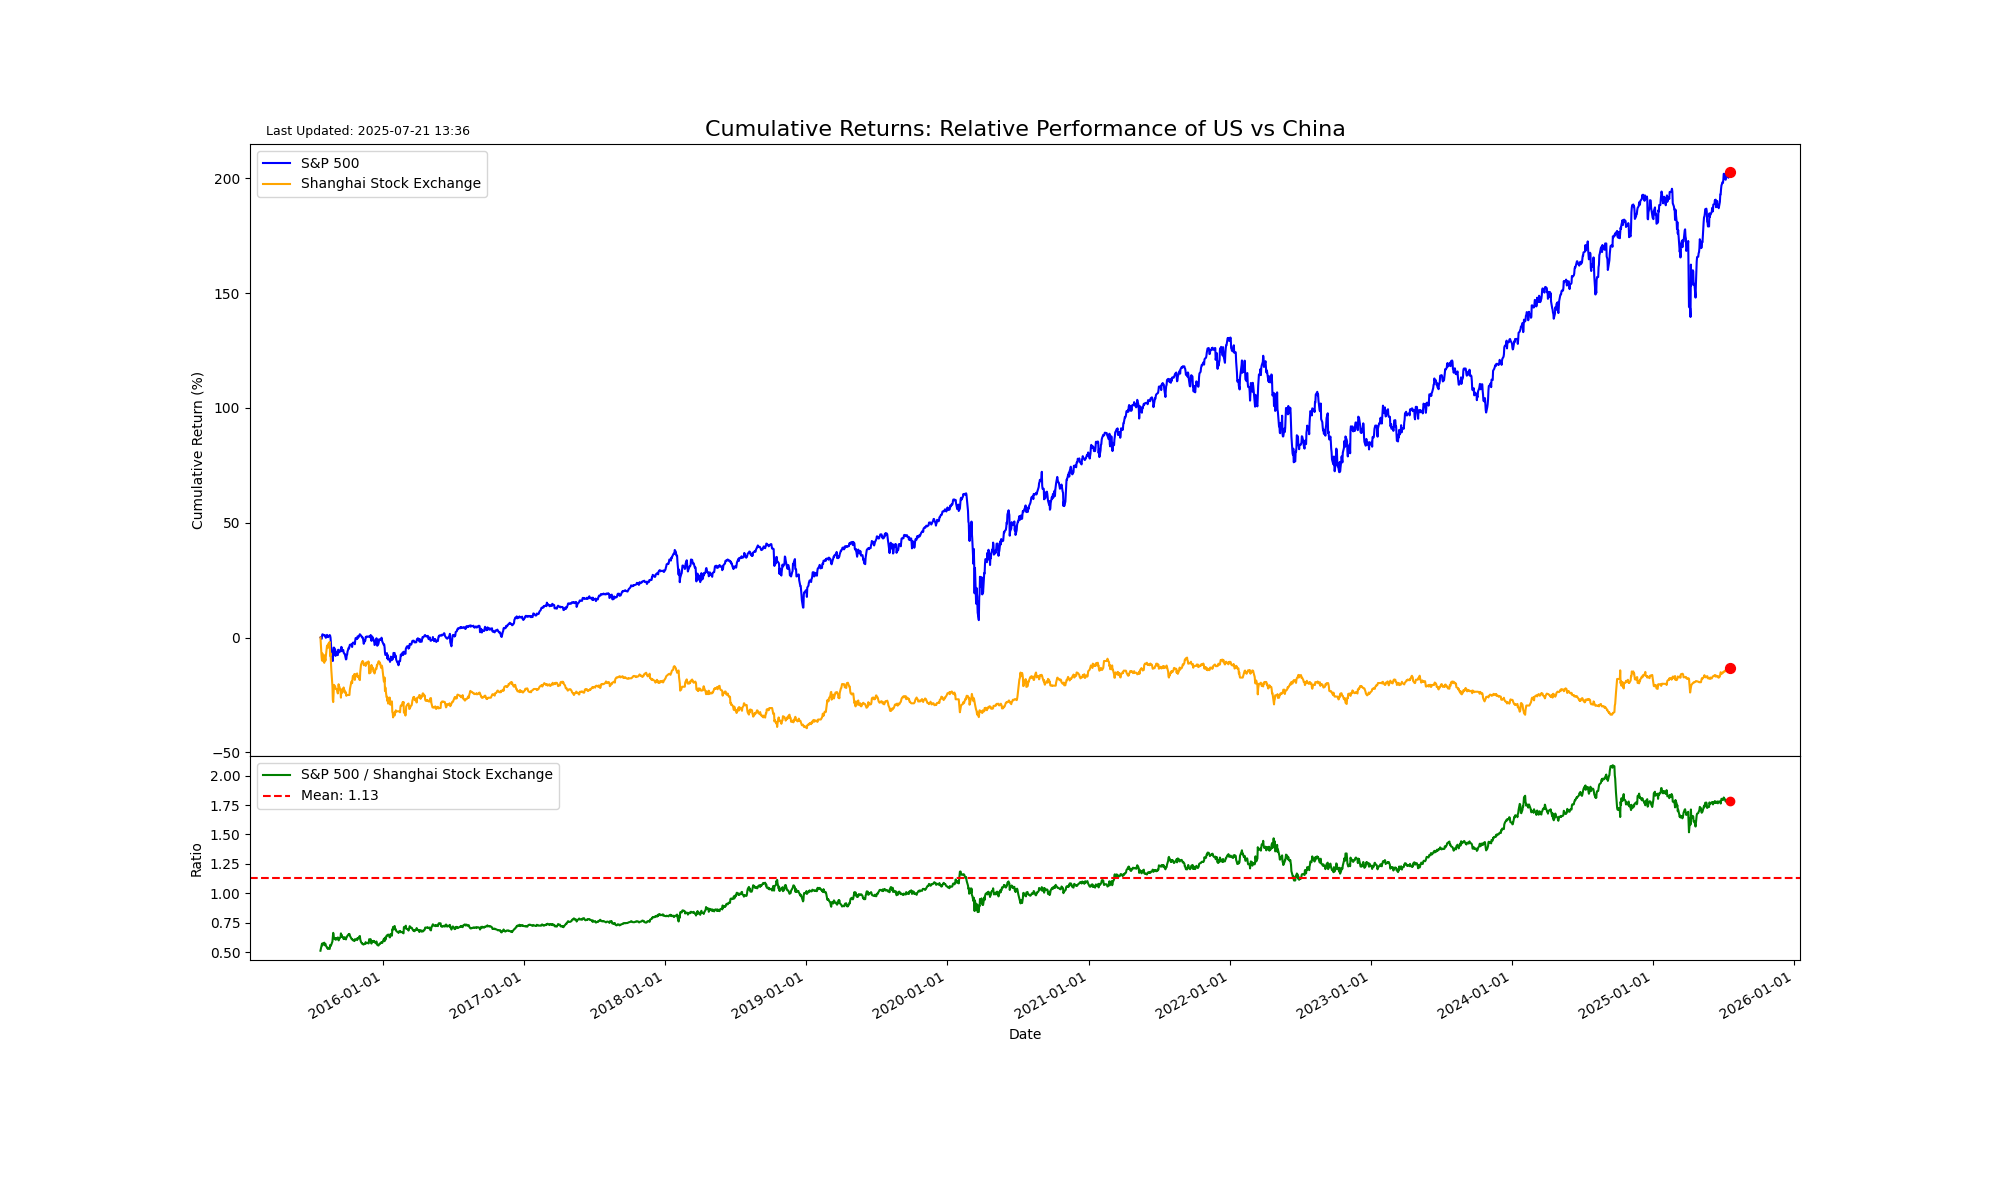 Last Updated: 2025-07-21 13:36
Cumulative Returns: Relative Performance of US vs China
S&P 500
Shanghai Stock Exchange
200
150
100
50
0
−50
Cumulative Return (%)
S&P 500 / Shanghai Stock Exchange
Mean: 1.13
2.00
1.75
1.50
1.25
1.00
0.75
0.50
Ratio
2016-01-01
2017-01-01
2018-01-01
2019-01-01
2020-01-01
2021-01-01
2022-01-01
2023-01-01
2024-01-01
2025-01-01
2026-01-01
Date